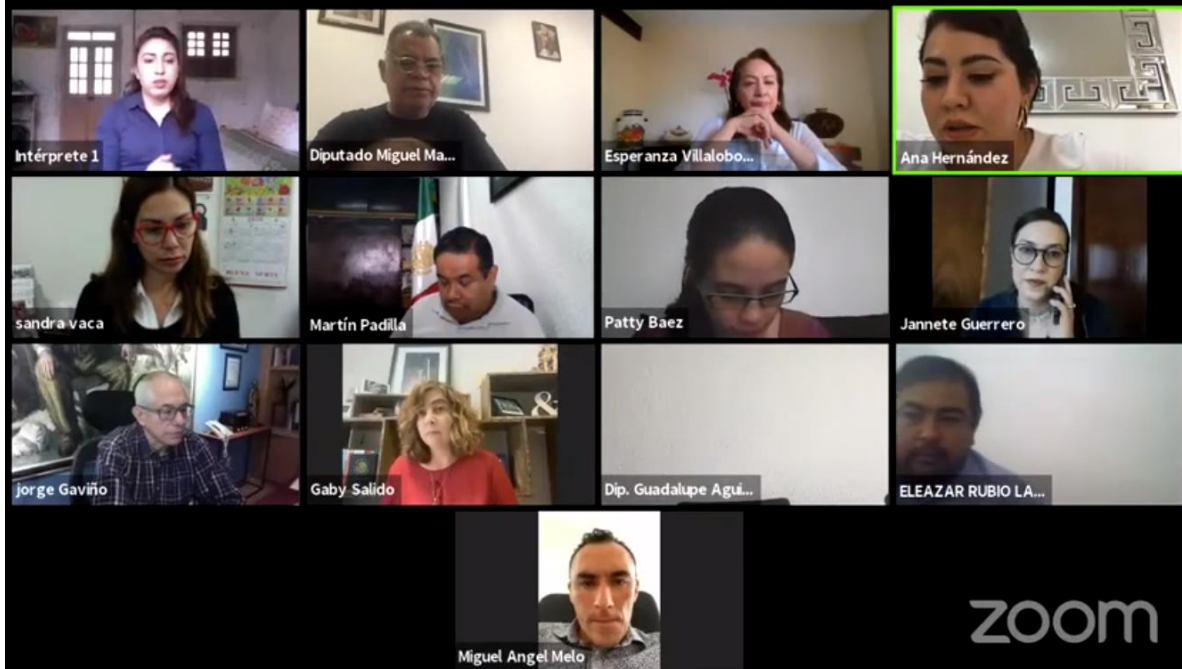 Intérprete 1
Diputado Miguel Ma...
Esperanza Villalobo...
Ana Hernández
sandra vaca
Martín Padilla
Patty Baez
Jannete Guerrero
jorge Gaviño
Gaby Salido
Dip. Guadalupe Agui...
ELEAZAR RUBIO LA...
Miguel Angel Melo
zoom